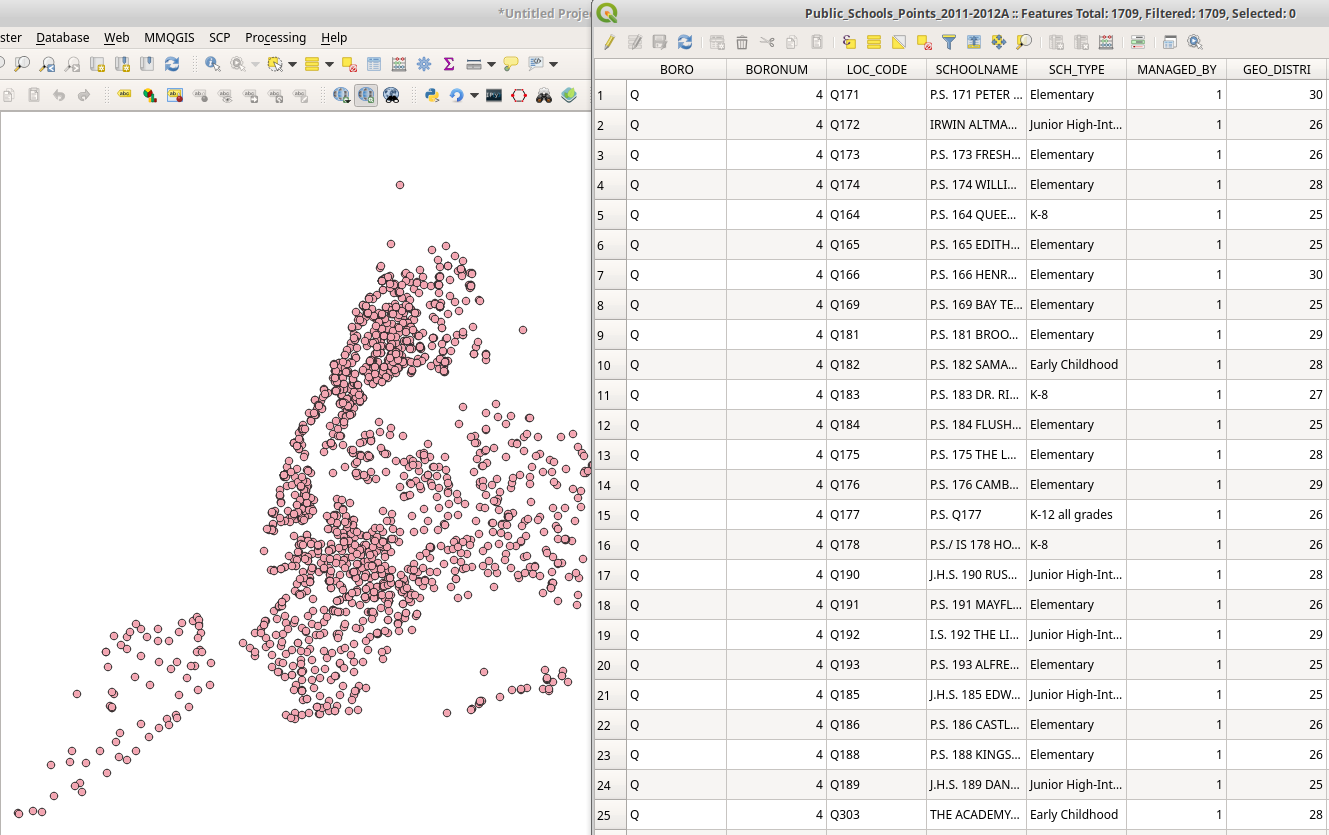 *Untitled Proje
Public_Schools_Points_2011-2012A :: Features Total: 1709, Filtered: 1709, Selected: 0
ster Database Web MMQGIS SCP Processing Help
BORO BORONUM LOC_CODE SCHOOLNAME SCH_TYPE MANAGED_BY GEO_DISTRI
1 Q 4 Q171 P.S. 171 PETER ... Elementary 1 30
2 Q 4 Q172 IRWIN ALTMA... Junior High-Int... 1 26
3 Q 4 Q173 P.S. 173 FRESH... Elementary 1 26
4 Q 4 Q174 P.S. 174 WILLI... Elementary 1 28
5 Q 4 Q164 P.S. 164 QUEE... K-8 1 25
6 Q 4 Q165 P.S. 165 EDITH... Elementary 1 25
7 Q 4 Q166 P.S. 166 HENR... Elementary 1 30
8 Q 4 Q169 P.S. 169 BAY TE... Elementary 1 25
9 Q 4 Q181 P.S. 181 BROO... Elementary 1 29
10 Q 4 Q182 P.S. 182 SAMA... Early Childhood 1 28
11 Q 4 Q183 P.S. 183 DR. RI... K-8 1 27
12 Q 4 Q184 P.S. 184 FLUSH... Elementary 1 25
13 Q 4 Q175 P.S. 175 THE L... Elementary 1 28
14 Q 4 Q176 P.S. 176 CAMB... Elementary 1 29
15 Q 4 Q177 P.S. Q177 K-12 all grades 1 26
16 Q 4 Q178 P.S./ IS 178 HO... K-8 1 26
17 Q 4 Q190 J.H.S. 190 RUS... Junior High-Int... 1 28
18 Q 4 Q191 P.S. 191 MAYFL... Elementary 1 26
19 Q 4 Q192 I.S. 192 THE LI... Junior High-Int... 1 29
20 Q 4 Q193 P.S. 193 ALFRE... Elementary 1 25
21 Q 4 Q185 J.H.S. 185 EDW... Junior High-Int... 1 25
22 Q 4 Q186 P.S. 186 CASTL... Elementary 1 26
23 Q 4 Q188 P.S. 188 KINGS... Elementary 1 26
24 Q 4 Q189 J.H.S. 189 DAN... Junior High-Int... 1 25
25 Q 4 Q303 THE ACADEMY... Early Childhood 1 28